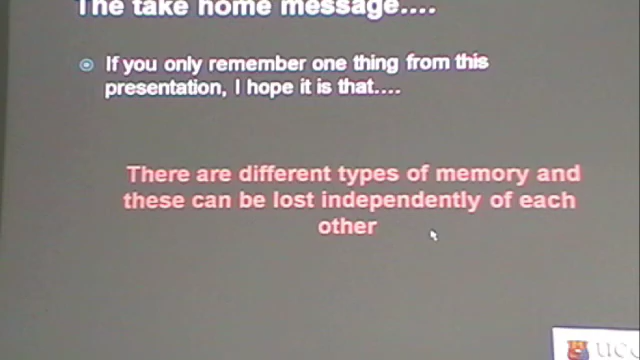 The take home message....
If you only remember one thing from this
presentation, I hope it is that....
There are different types of memory and
these can be lost independently of each
other